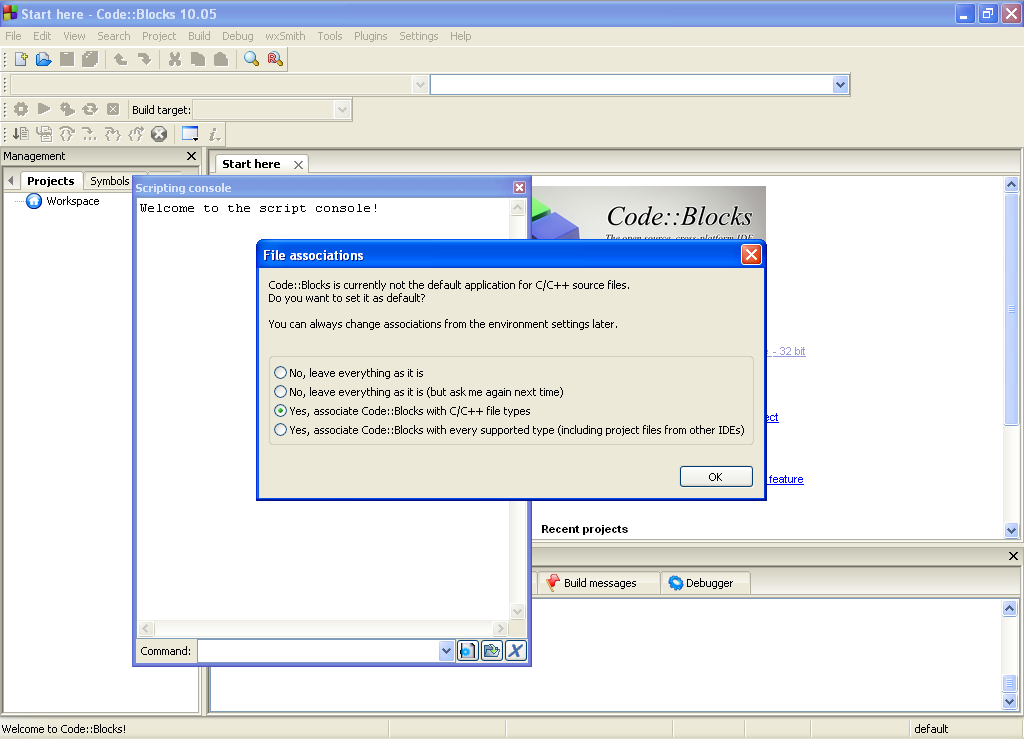 Start here - Code::Blocks 10.05
File Edit View Search Project Build Debug wxSmith Tools Plugins Settings Help
Build target:
Management
Start here
Projects Symbols
Workspace
Scripting console
Welcome to the script console!
Code::Blocks
The open source, cross-platform IDE
File associations
Code::Blocks is currently not the default application for C/C++ source files.
Do you want to set it as default?
You can always change associations from the environment settings later.
- 32 bit
No, leave everything as it is
No, leave everything as it is (but ask me again next time)
Yes, associate Code::Blocks with C/C++ file types
Yes, associate Code::Blocks with every supported type (including project files from other IDEs)
OK
feature
Recent projects
Build messages
Debugger
Command:
Welcome to Code::Blocks!
default